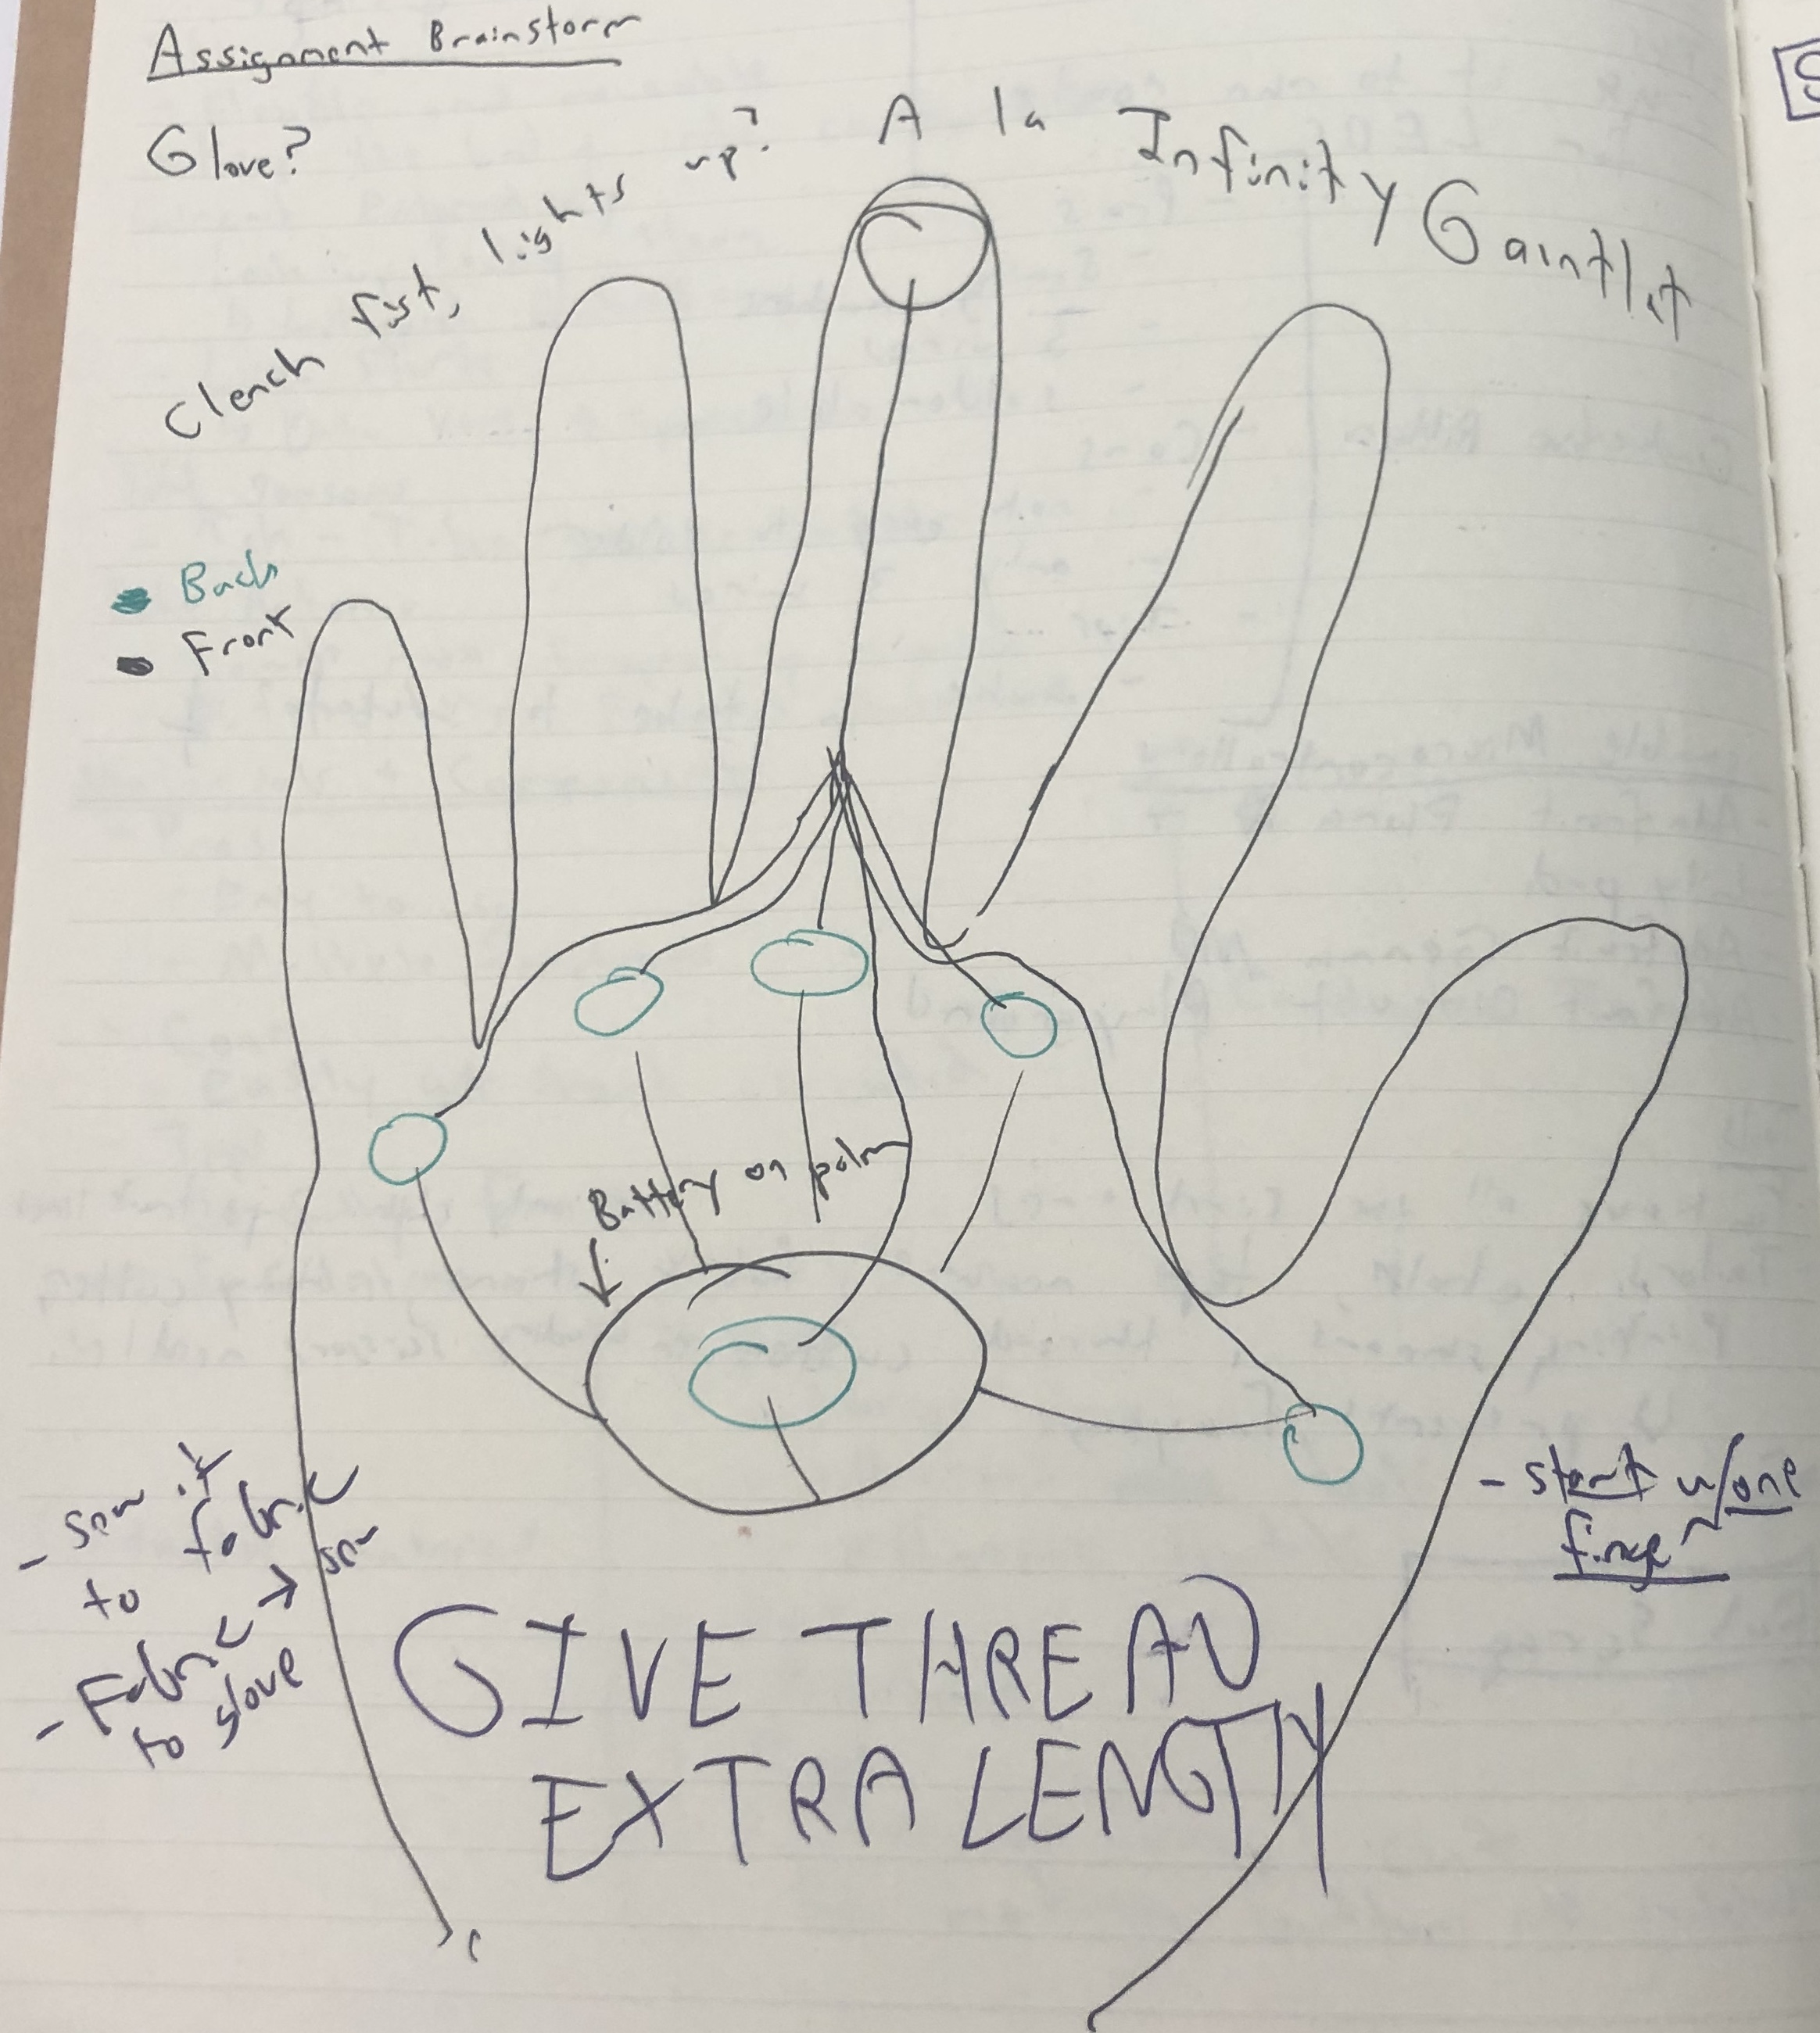 Assignment Brainstorm
Glove?
Clench fist, lights up? A la Infinity Gaintlet
Back
Front
Battery on palm
- sew it
to fabric
- Fabric → sew
to glove
- start w/one
finger
GIVE THREAD
EXTRA LENGTH